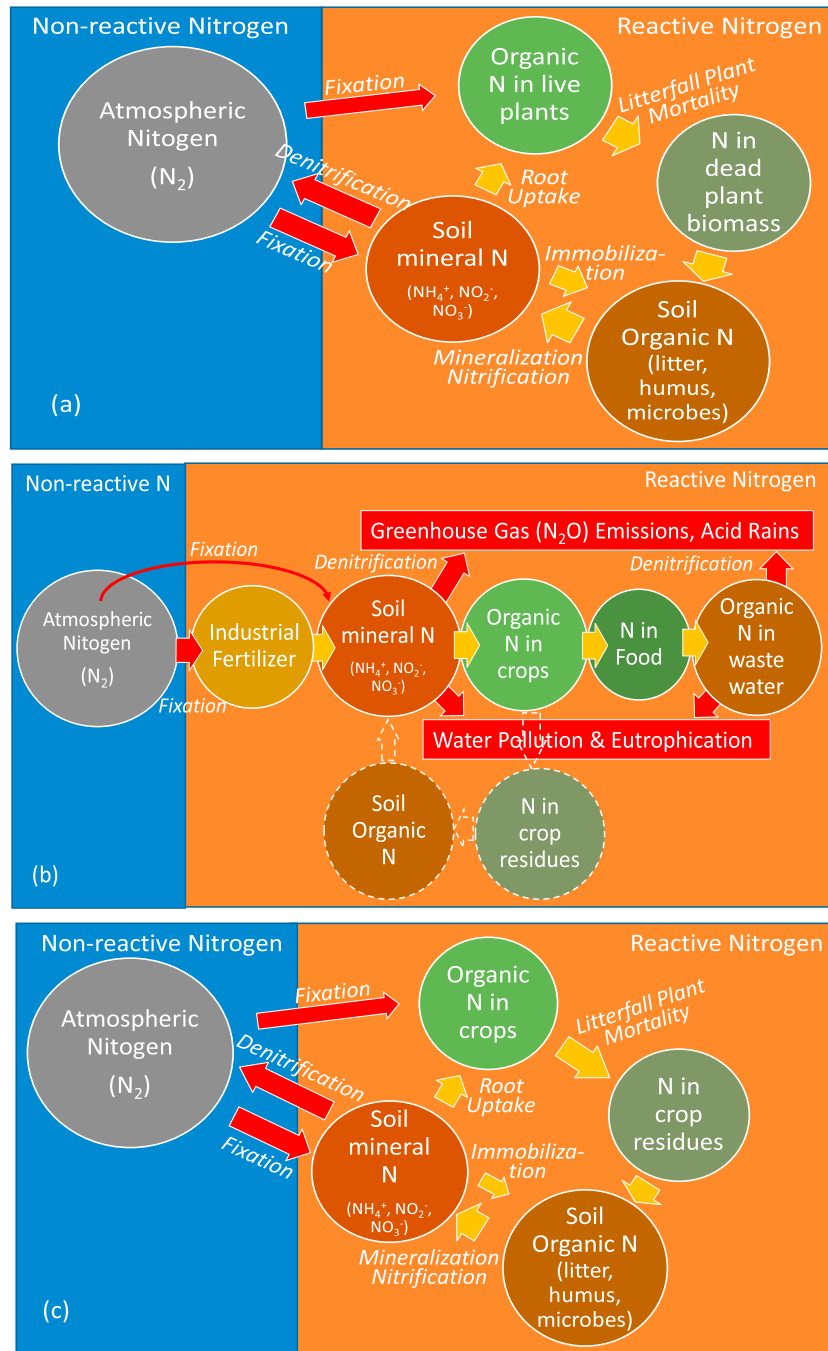 Non-reactive Nitrogen
Reactive Nitrogen
Atmospheric
Nitogen
(N₂)
Fixation
Organic
N in live
plants
Litterfall Plant
Mortality
N in
dead
plant
biomass
Denitrification
Fixation
Root
Uptake
Soil
mineral N
(NH₄⁺, NO₂⁻,
NO₃⁻)
Immobiliza-
tion
Mineralization
Nitrification
Soil
Organic N
(litter,
humus,
microbes)
(a)
Non-reactive N
Reactive Nitrogen
Greenhouse Gas (N₂O) Emissions, Acid Rains
Fixation
Denitrification
Denitrification
Atmospheric
Nitogen
(N₂)
Fixation
Industrial
Fertilizer
Soil
mineral N
(NH₄⁺, NO₂⁻,
NO₃⁻)
Organic
N in
crops
N in
Food
Organic
N in
waste
water
Water Pollution & Eutrophication
Soil
Organic
N
N in
crop
residues
(b)
Non-reactive Nitrogen
Reactive Nitrogen
Atmospheric
Nitogen
(N₂)
Fixation
Organic
N in
crops
Litterfall Plant
Mortality
N in
crop
residues
Denitrification
Fixation
Root
Uptake
Soil
mineral
N
(NH₄⁺, NO₂⁻,
NO₃⁻)
Immobiliza-
tion
Mineralization
Nitrification
Soil
Organic N
(litter,
humus,
microbes)
(c)